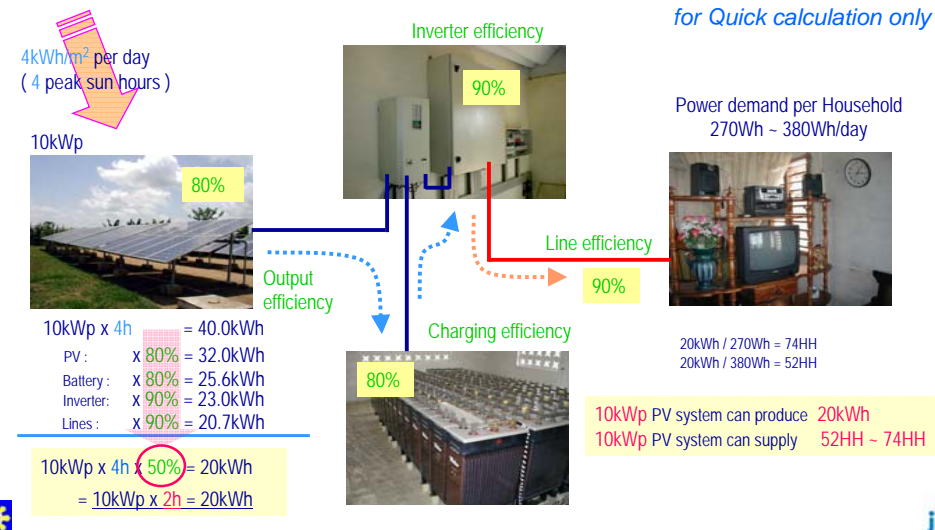 for Quick calculation only
4kWh/m² per day
( 4 peak sun hours )
10kWp
80%
Inverter efficiency
90%
Power demand per Household
270Wh ~ 380Wh/day
Output
efficiency
Line efficiency
90%
Charging efficiency
80%
10kWp x 4h = 40.0kWh
PV : x 80% = 32.0kWh
Battery : x 80% = 25.6kWh
Inverter: x 90% = 23.0kWh
Lines : x 90% = 20.7kWh
10kWp x 4h x 50% = 20kWh
= 10kWp x 2h = 20kWh
20kWh / 270Wh = 74HH
20kWh / 380Wh = 52HH
10kWp PV system can produce 20kWh
10kWp PV system can supply 52HH ~ 74HH